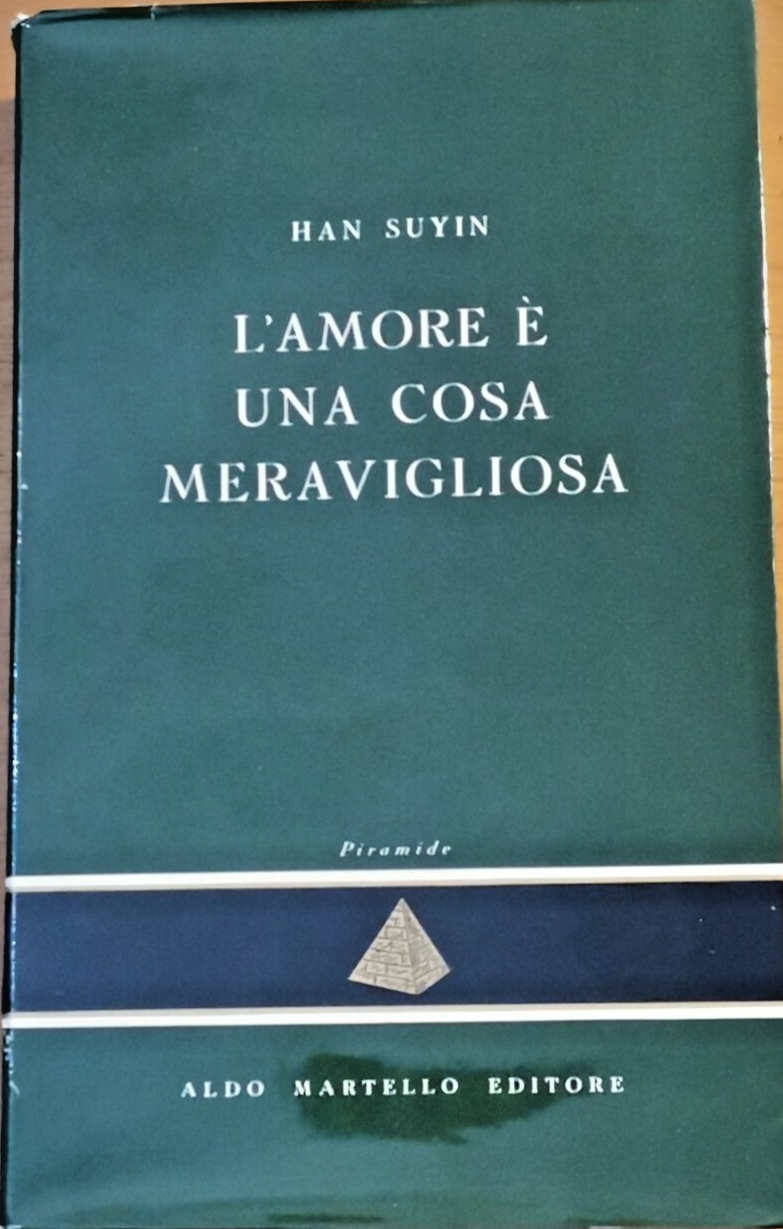 HAN SUYIN
L'AMORE È
UNA COSA
MERAVIGLIOSA
Piramide
ALDO MARTELLO EDITORE